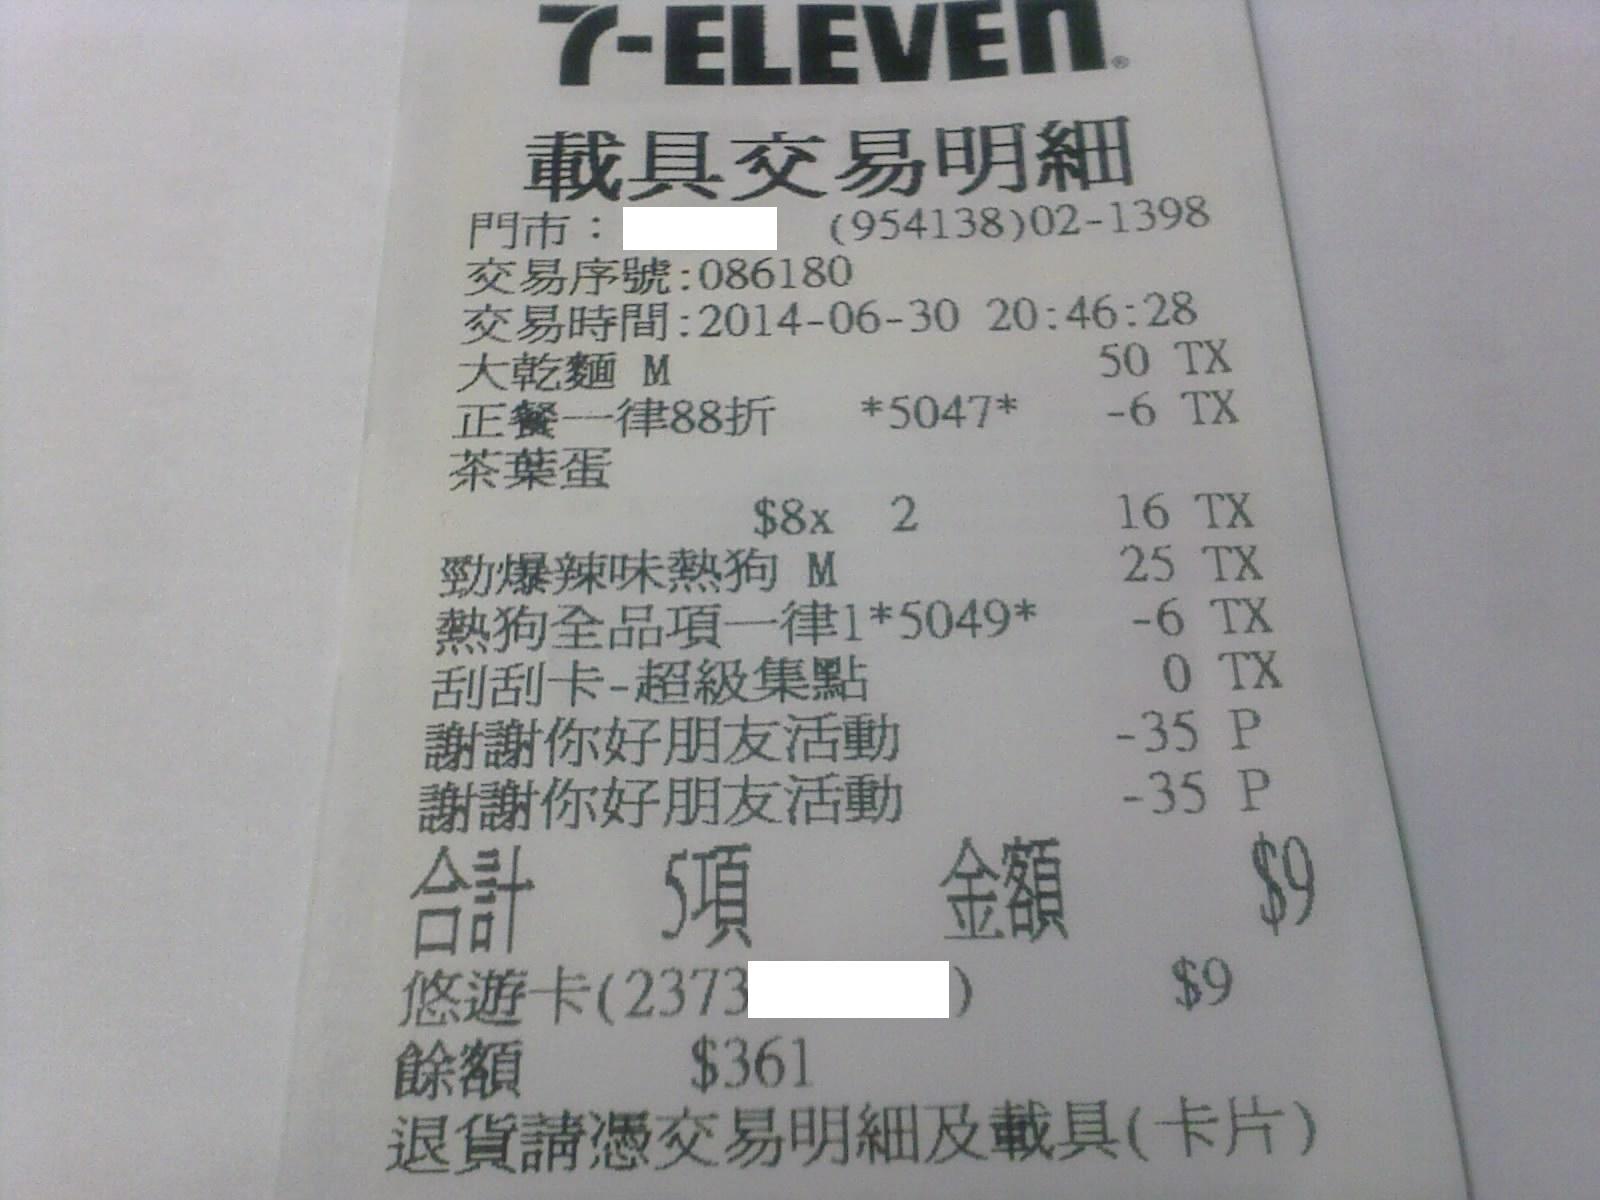 7-ELEVEN®
載具交易明細
門市： (954138)02-1398
交易序號:086180
交易時間:2014-06-30 20:46:28
大乾麵 M 50 TX
正餐一律88折 *5047* -6 TX
茶葉蛋
$8x 2 16 TX
勁爆辣味熱狗 M 25 TX
熱狗全品項一律1*5049* -6 TX
刮刮卡-超級集點 0 TX
謝謝你好朋友活動 -35 P
謝謝你好朋友活動 -35 P
合計 5項 金額 $9
悠遊卡(2373 ) $9
餘額 $361
退貨請憑交易明細及載具(卡片)